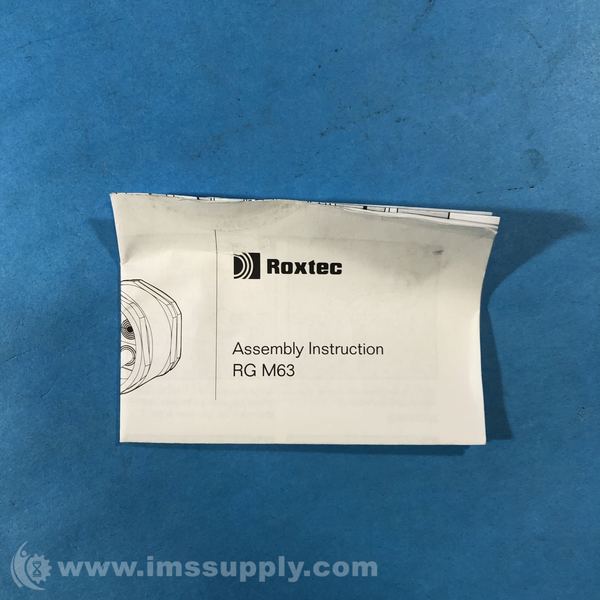 Roxtec
Assembly Instruction
RG M63
www.imssupply.com